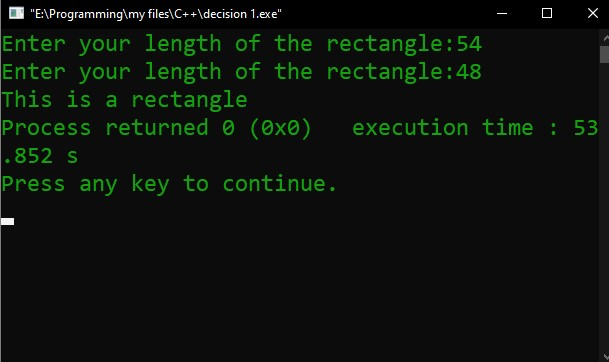 "E:\Programming\my files\C++\decision 1.exe"
Enter your length of the rectangle:54
Enter your length of the rectangle:48
This is a rectangle
Process returned 0 (0x0)   execution time : 53
.852 s
Press any key to continue.